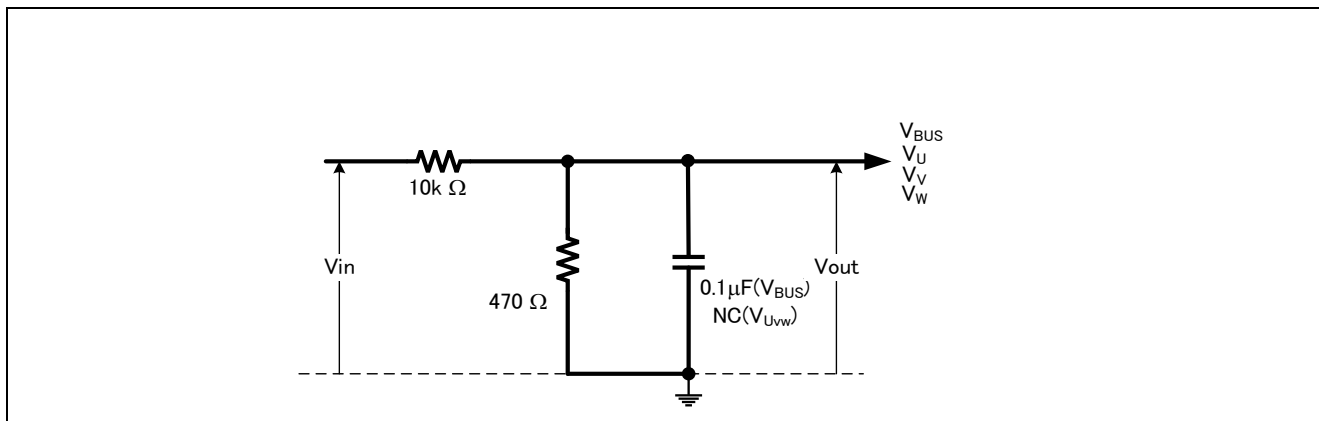 V_BUS
V_U
V_V
V_W
10k Ω
Vin
470 Ω
0.1μF(V_BUS)
NC(V_Uvw)
Vout